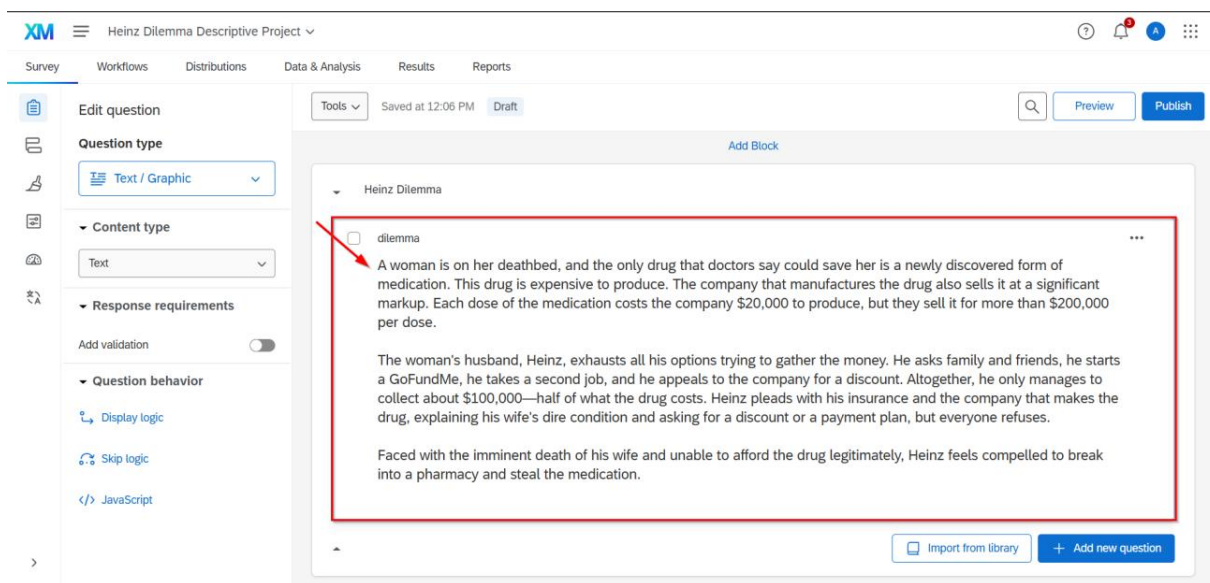 XM
Heinz Dilemma Descriptive Project
3
A
Survey
Workflows
Distributions
Data & Analysis
Results
Reports
Edit question
Question type
Text / Graphic
Content type
Text
Response requirements
Add validation
Question behavior
Display logic
Skip logic
</> JavaScript
Tools
Saved at 12:06 PM
Draft
Preview
Publish
Add Block
Heinz Dilemma
dilemma
A woman is on her deathbed, and the only drug that doctors say could save her is a newly discovered form of
medication. This drug is expensive to produce. The company that manufactures the drug also sells it at a significant
markup. Each dose of the medication costs the company $20,000 to produce, but they sell it for more than $200,000
per dose.
The woman's husband, Heinz, exhausts all his options trying to gather the money. He asks family and friends, he starts
a GoFundMe, he takes a second job, and he appeals to the company for a discount. Altogether, he only manages to
collect about $100,000—half of what the drug costs. Heinz pleads with his insurance and the company that makes the
drug, explaining his wife's dire condition and asking for a discount or a payment plan, but everyone refuses.
Faced with the imminent death of his wife and unable to afford the drug legitimately, Heinz feels compelled to break
into a pharmacy and steal the medication.
Import from library
+ Add new question